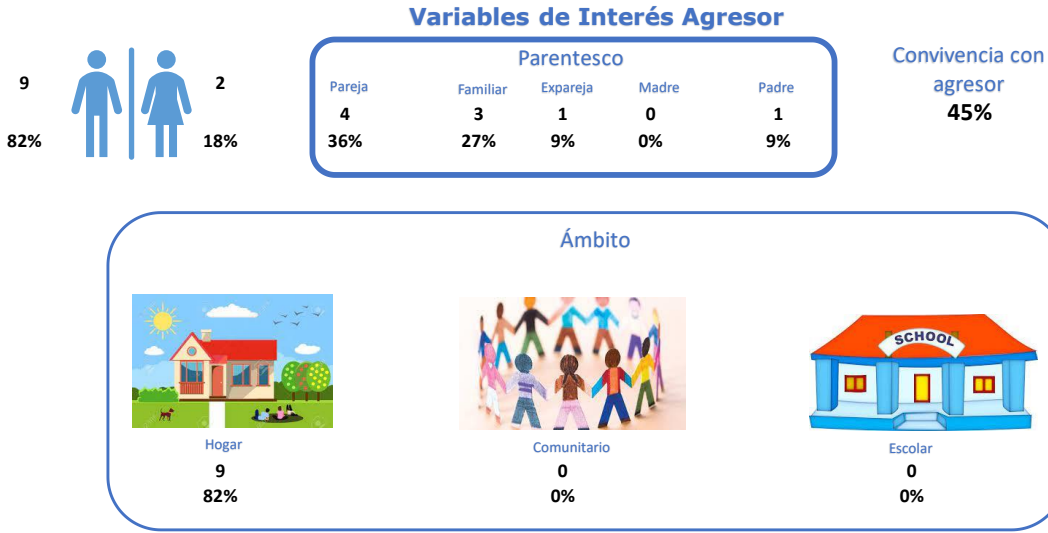 Variables de Interés Agresor
9
82%
2
18%
Parentesco
Pareja Familiar Expareja Madre Padre
4 3 1 0 1
36% 27% 9% 0% 9%
Convivencia con
agresor
45%
Ámbito
SCHOOL
Hogar Comunitario Escolar
9 0 0
82% 0% 0%